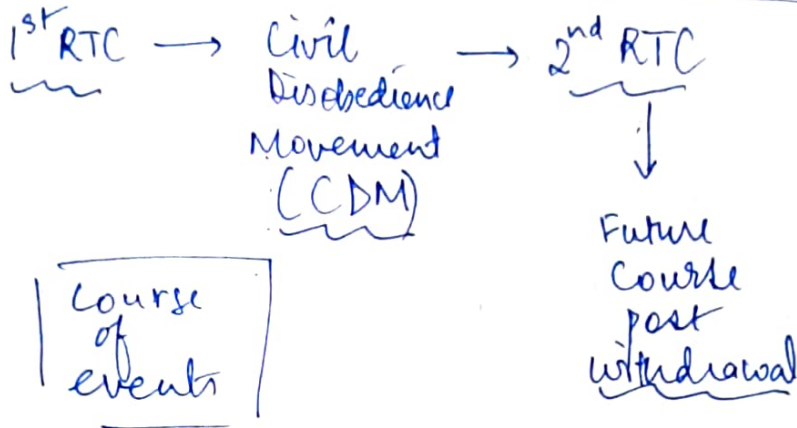 1st RTC → Civil → 2nd RTC
Disobedience
Movement
(CDM)
Future
Course
post
withdrawal
Course
of
events